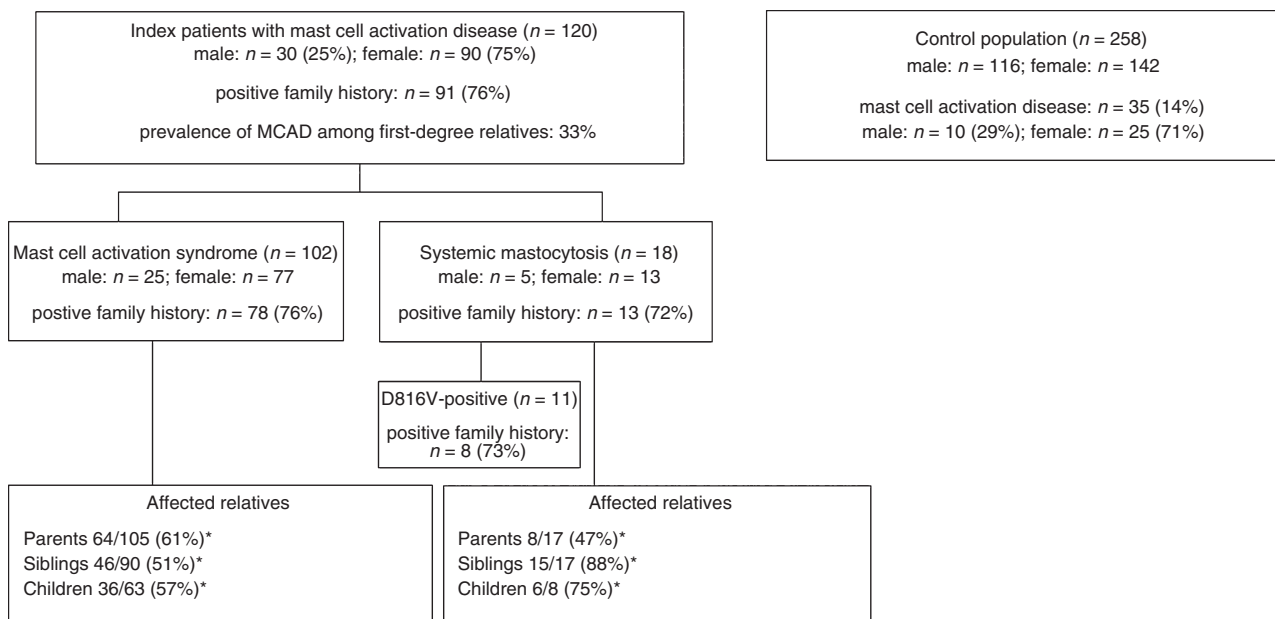 Index patients with mast cell activation disease (n = 120)
male: n = 30 (25%); female: n = 90 (75%)
positive family history: n = 91 (76%)
prevalence of MCAD among first-degree relatives: 33%
Control population (n = 258)
male: n = 116; female: n = 142
mast cell activation disease: n = 35 (14%)
male: n = 10 (29%); female: n = 25 (71%)
Mast cell activation syndrome (n = 102)
male: n = 25; female: n = 77
postive family history: n = 78 (76%)
Systemic mastocytosis (n = 18)
male: n = 5; female: n = 13
positive family history: n = 13 (72%)
D816V-positive (n = 11)
positive family history:
n = 8 (73%)
Affected relatives
Parents 64/105 (61%)*
Siblings 46/90 (51%)*
Children 36/63 (57%)*
Affected relatives
Parents 8/17 (47%)*
Siblings 15/17 (88%)*
Children 6/8 (75%)*